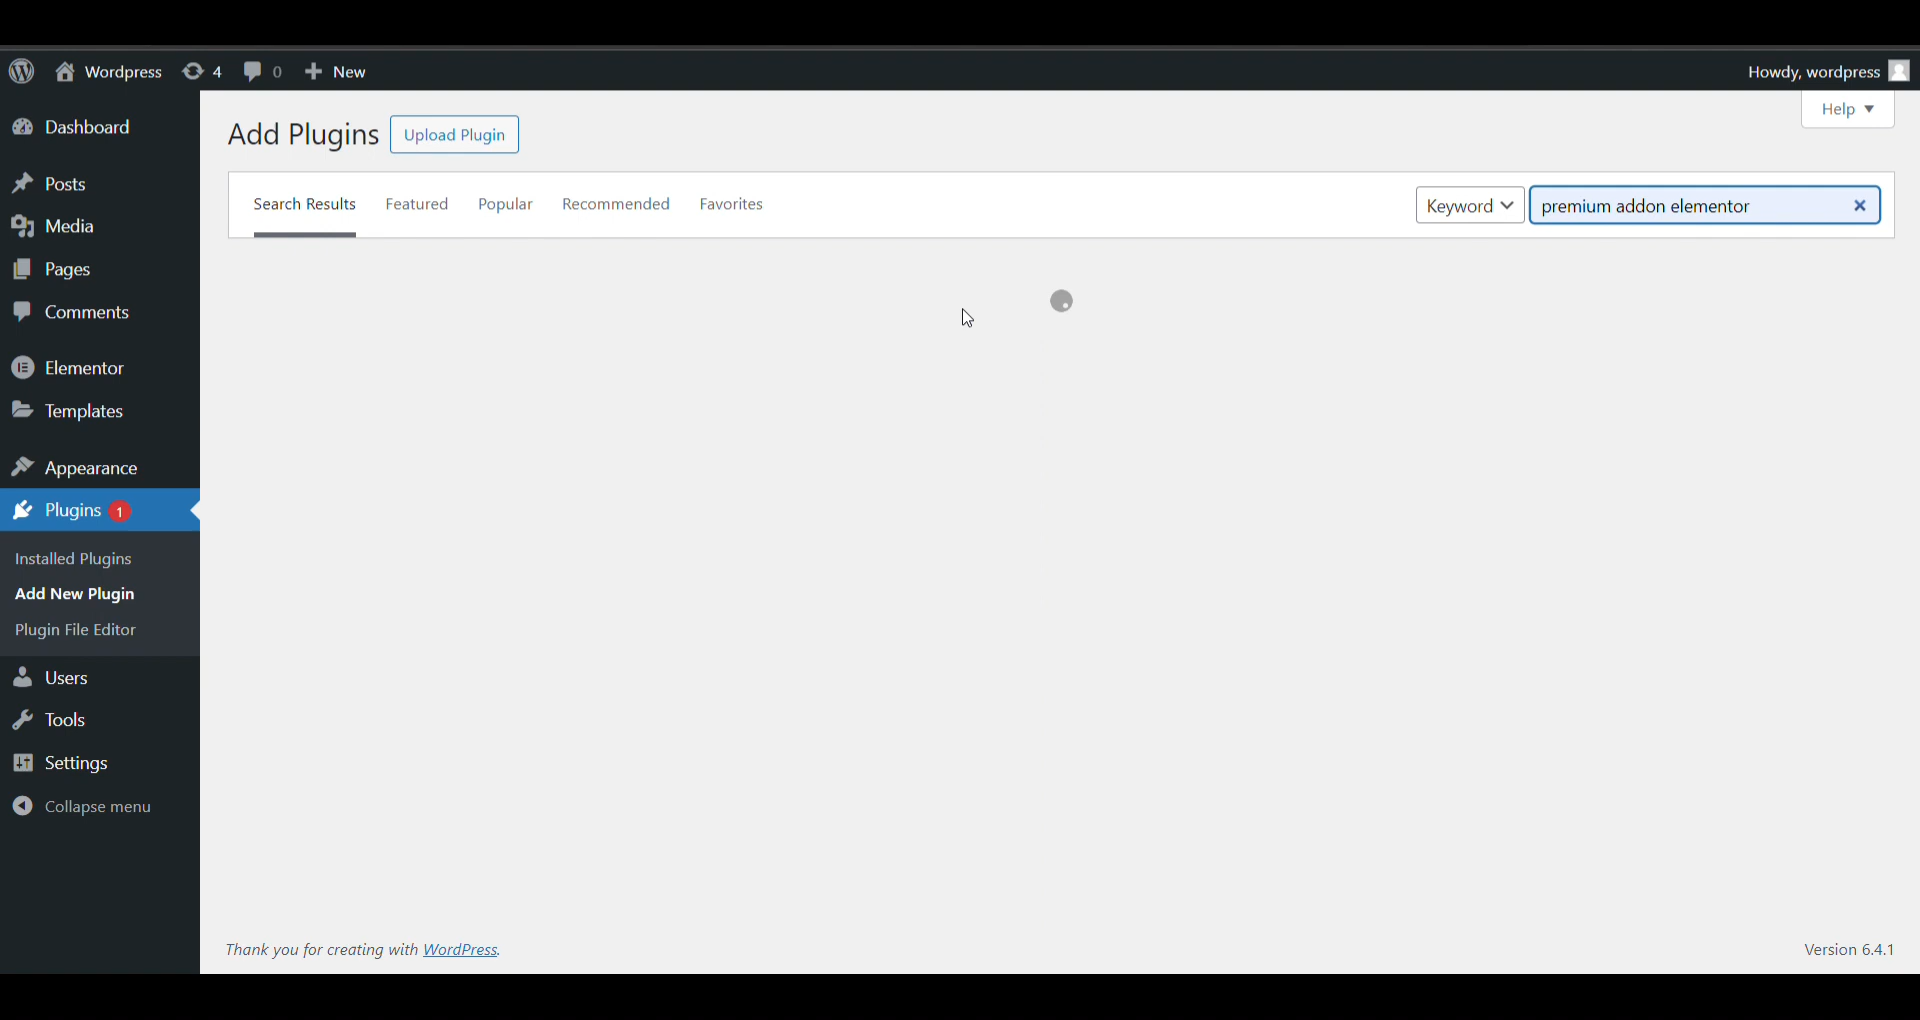 Wordpress 4 0 New Howdy, wordpress
Help
Add Plugins Upload Plugin
Search Results Featured Popular Recommended Favorites Keyword premium addon elementor
Dashboard
Posts
Media
Pages
Comments
Elementor
Templates
Appearance
Plugins 1
Installed Plugins
Add New Plugin
Plugin File Editor
Users
Tools
Settings
Collapse menu
Thank you for creating with WordPress. Version 6.4.1